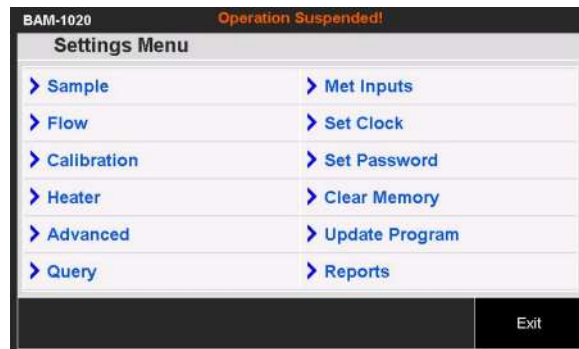 BAM-1020 Operation Suspended!
Settings Menu
Sample
Met Inputs
Flow
Set Clock
Calibration
Set Password
Heater
Clear Memory
Advanced
Update Program
Query
Reports
Exit